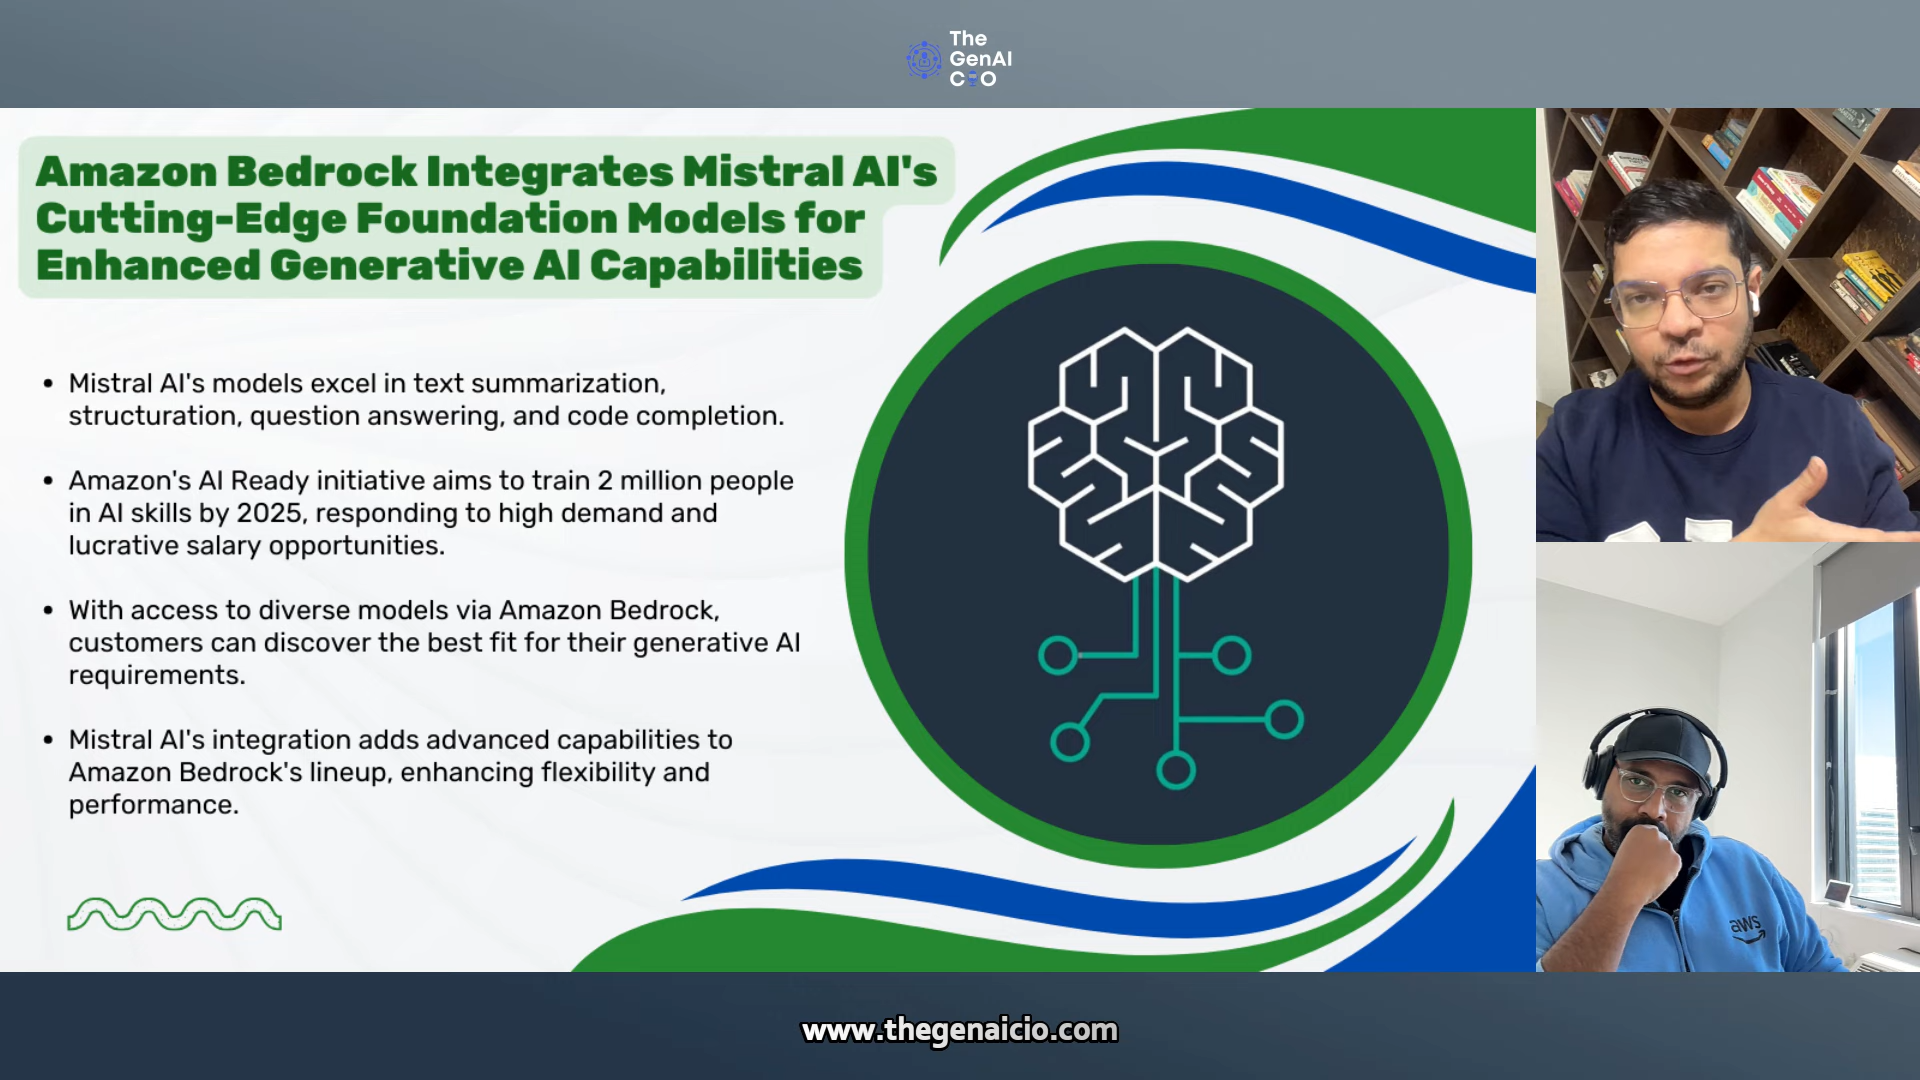 The
GenAI
CIO
Amazon Bedrock Integrates Mistral AI's
Cutting-Edge Foundation Models for
Enhanced Generative AI Capabilities
• Mistral AI's models excel in text summarization,
structuration, question answering, and code completion.
• Amazon's AI Ready initiative aims to train 2 million people
in AI skills by 2025, responding to high demand and
lucrative salary opportunities.
• With access to diverse models via Amazon Bedrock,
customers can discover the best fit for their generative AI
requirements.
• Mistral AI's integration adds advanced capabilities to
Amazon Bedrock's lineup, enhancing flexibility and
performance.
aws
www.thegenaicio.com